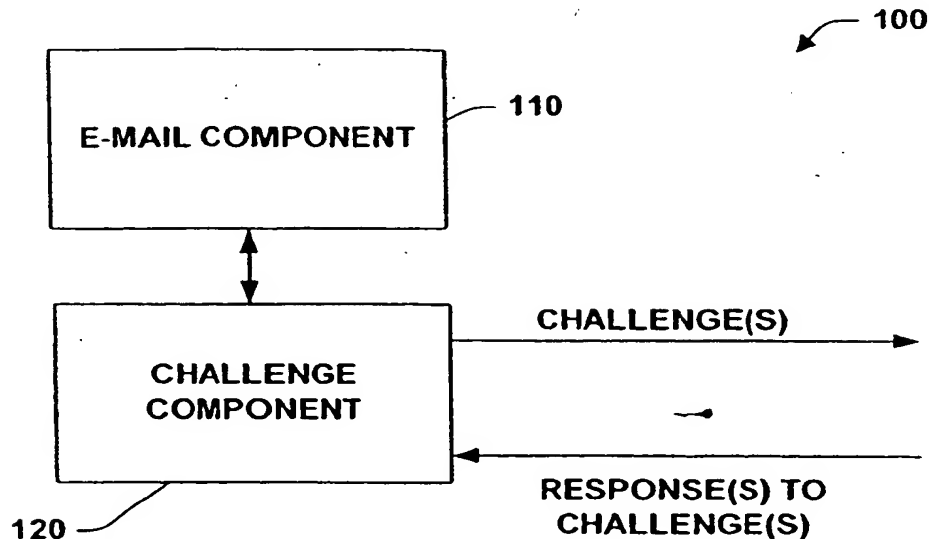 100
110
E-MAIL COMPONENT
CHALLENGE(S)
CHALLENGE
COMPONENT
RESPONSE(S) TO
CHALLENGE(S)
120